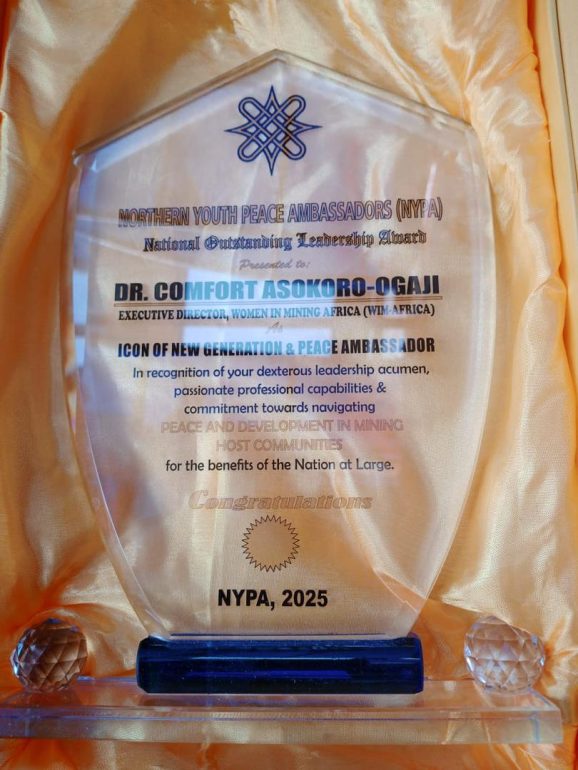 NORTHERN YOUTH PEACE AMBASSADORS (NYPA)
National Outstanding Leadership Award
Presented to:
DR. COMFORT ASOKORO-OGAJI
EXECUTIVE DIRECTOR, WOMEN IN MINING AFRICA (WIM-AFRICA)
As
ICON OF NEW GENERATION & PEACE AMBASSADOR
In recognition of your dexterous leadership acumen,
passionate professional capabilities &
commitment towards navigating
PEACE AND DEVELOPMENT IN MINING
HOST COMMUNITIES
for the benefits of the Nation at Large.
Congratulations
NYPA, 2025